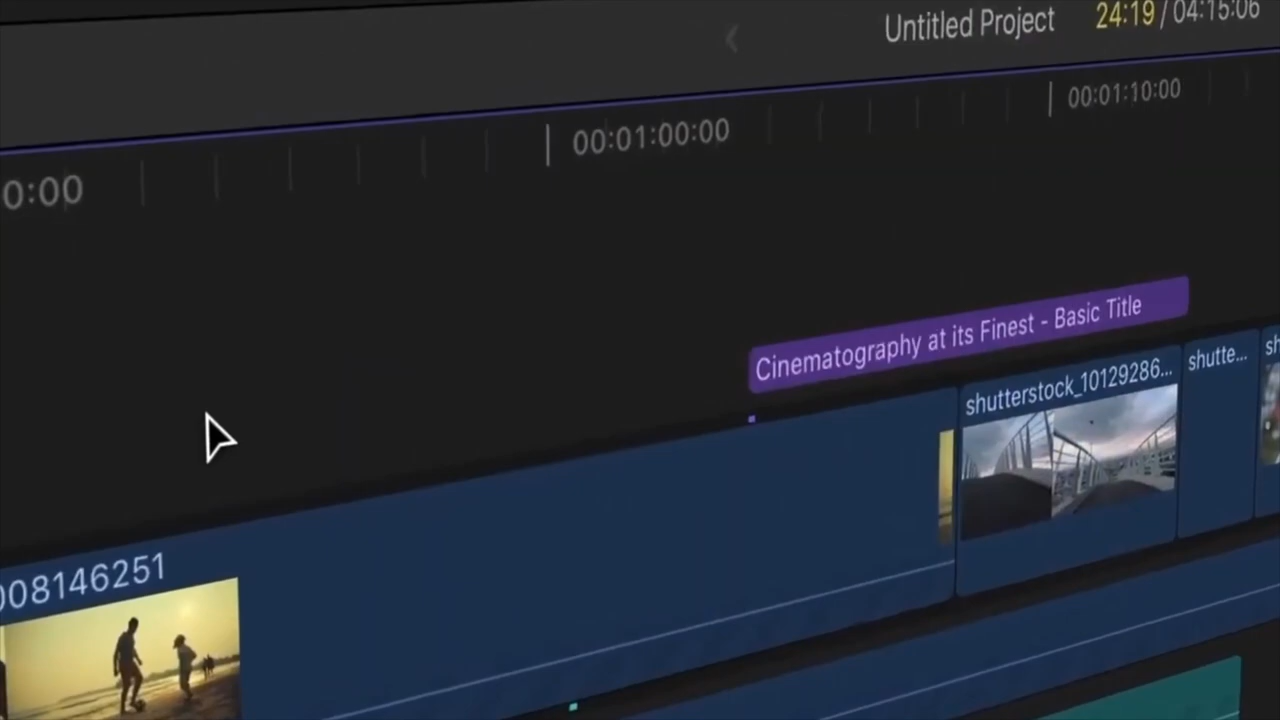 Untitled Project 24:19 / 04:15:06
0:00 00:01:00:00 00:01:10:00
Cinematography at its Finest - Basic Title
shutterstock_10129286... shutte... sh
008146251